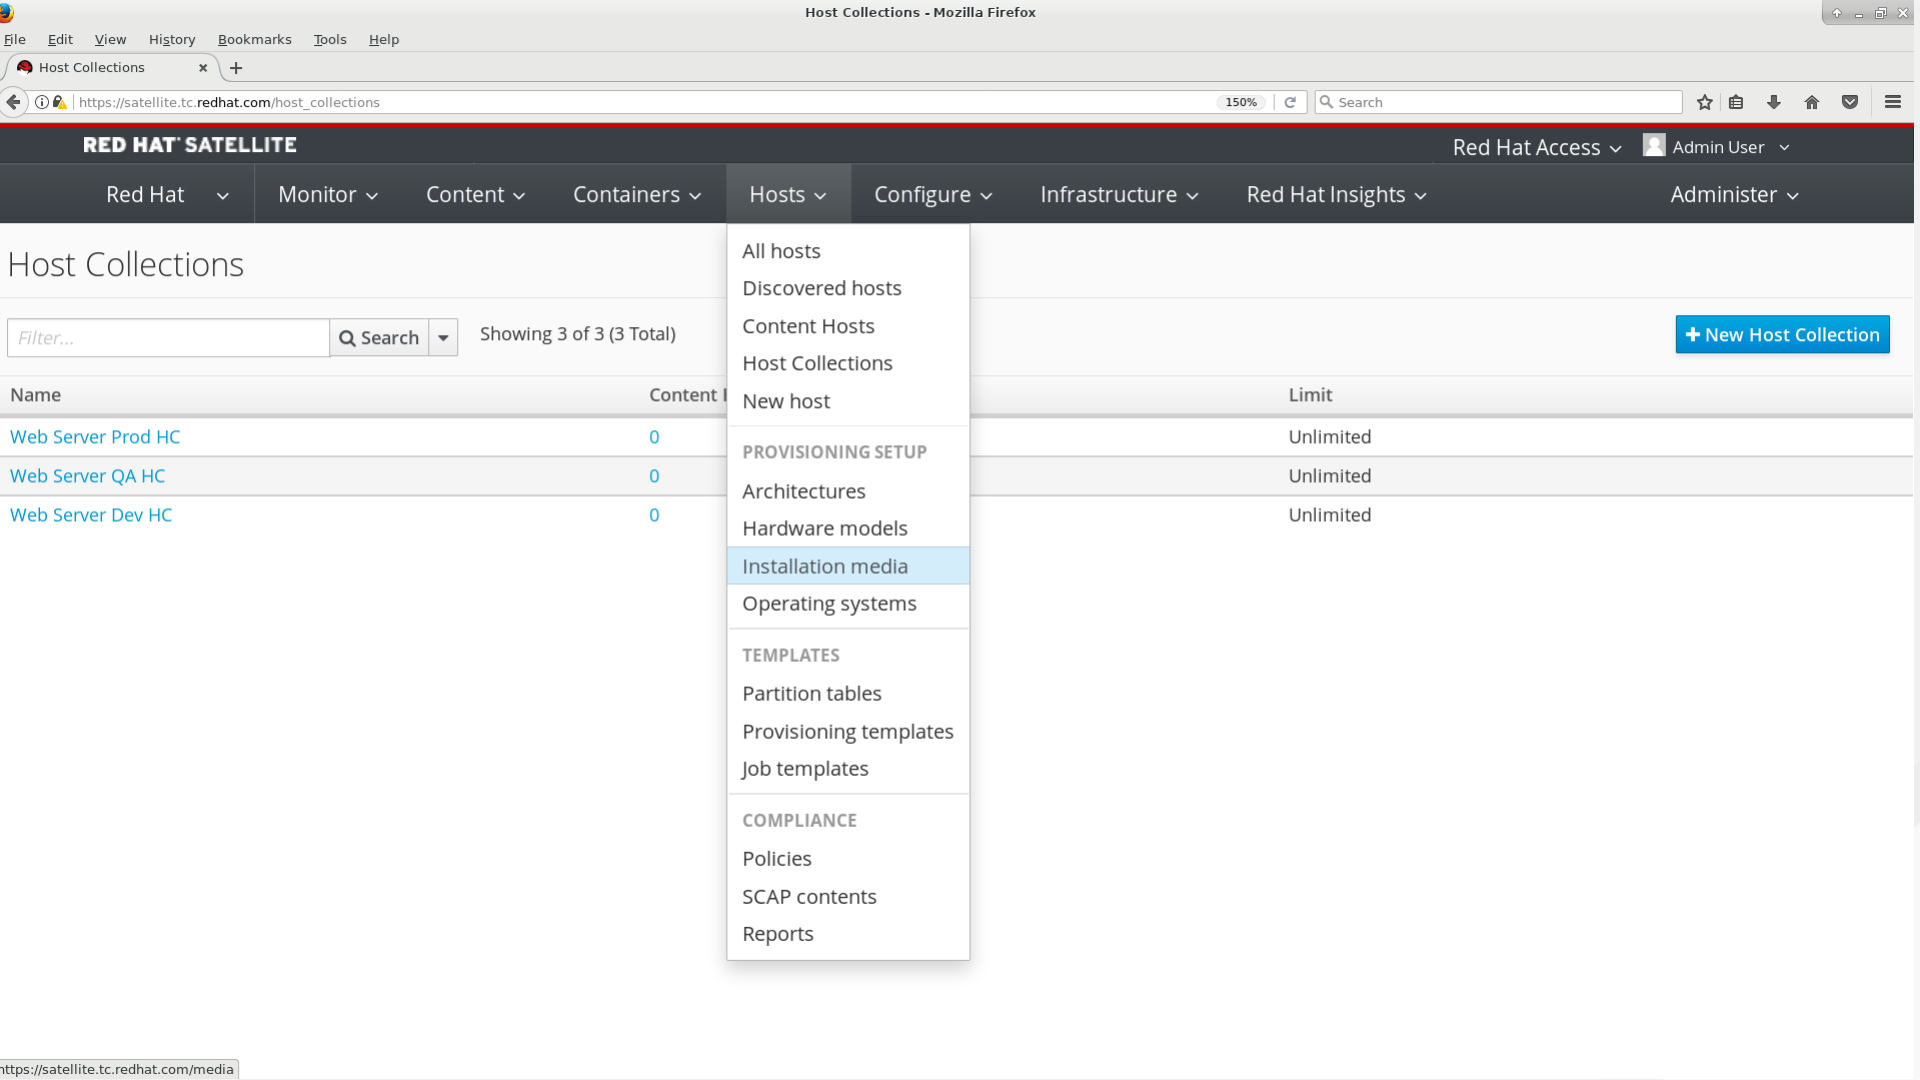 Host Collections - Mozilla Firefox
File Edit View History Bookmarks Tools Help
Host Collections
https://satellite.tc.redhat.com/host_collections
150%
Search
RED HAT SATELLITE
Red Hat Access
Admin User
Red Hat
Monitor
Content
Containers
Hosts
Configure
Infrastructure
Red Hat Insights
Administer
Host Collections
Filter...
Search
Showing 3 of 3 (3 Total)
New Host Collection
Name
Content
Limit
Web Server Prod HC 0 Unlimited
Web Server QA HC 0 Unlimited
Web Server Dev HC 0 Unlimited
All hosts
Discovered hosts
Content Hosts
Host Collections
New host
PROVISIONING SETUP
Architectures
Hardware models
Installation media
Operating systems
TEMPLATES
Partition tables
Provisioning templates
Job templates
COMPLIANCE
Policies
SCAP contents
Reports
https://satellite.tc.redhat.com/media